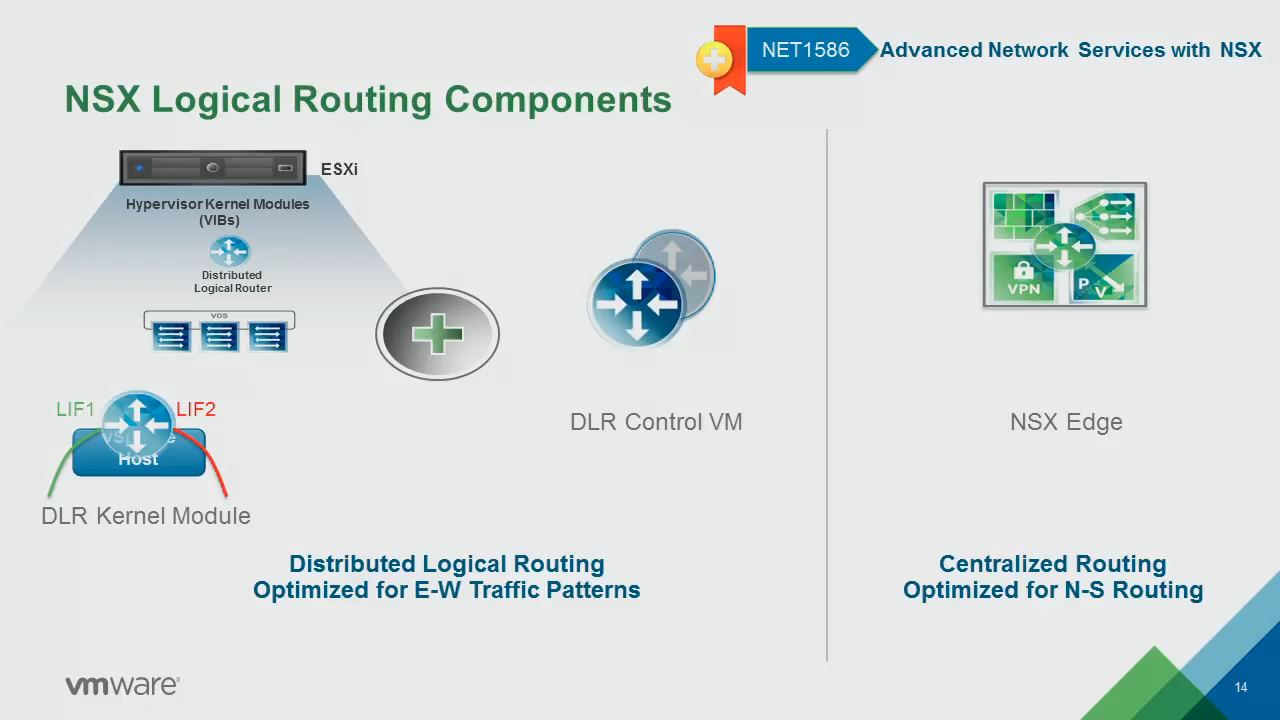 NET1586
Advanced Network Services with NSX
NSX Logical Routing Components
ESXi
Hypervisor Kernel Modules
(VIBs)
Distributed
Logical Router
VDS
LIF1
LIF2
Host
DLR Kernel Module
DLR Control VM
VPN
P
V
NSX Edge
Distributed Logical Routing
Optimized for E-W Traffic Patterns
Centralized Routing
Optimized for N-S Routing
vmware
14